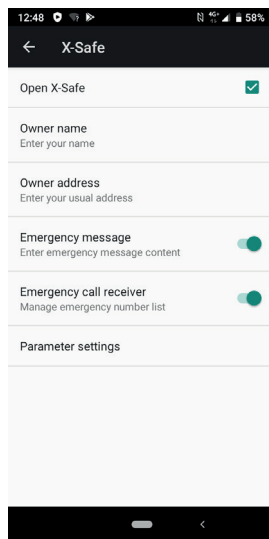 12:48 4G+ 58%
X-Safe
Open X-Safe
Owner name
Enter your name
Owner address
Enter your usual address
Emergency message
Enter emergency message content
Emergency call receiver
Manage emergency number list
Parameter settings